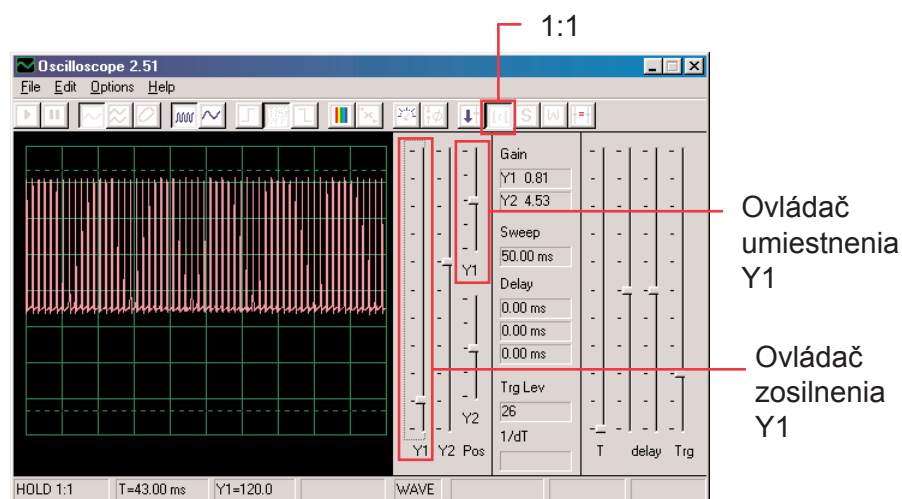 1:1
Oscilloscope 2.51
File Edit Options Help
Gain
Y1 0.81
Y2 4.53
Sweep
50.00 ms
Delay
0.00 ms
0.00 ms
0.00 ms
Trg Lev
26
1/dT
Y1
Y2
Y1 Y2 Pos
T delay Trg
Ovládač
umiestnenia
Y1
Ovládač
zosilnenia
Y1
HOLD 1:1 T=43.00 ms Y1=120.0 WAVE